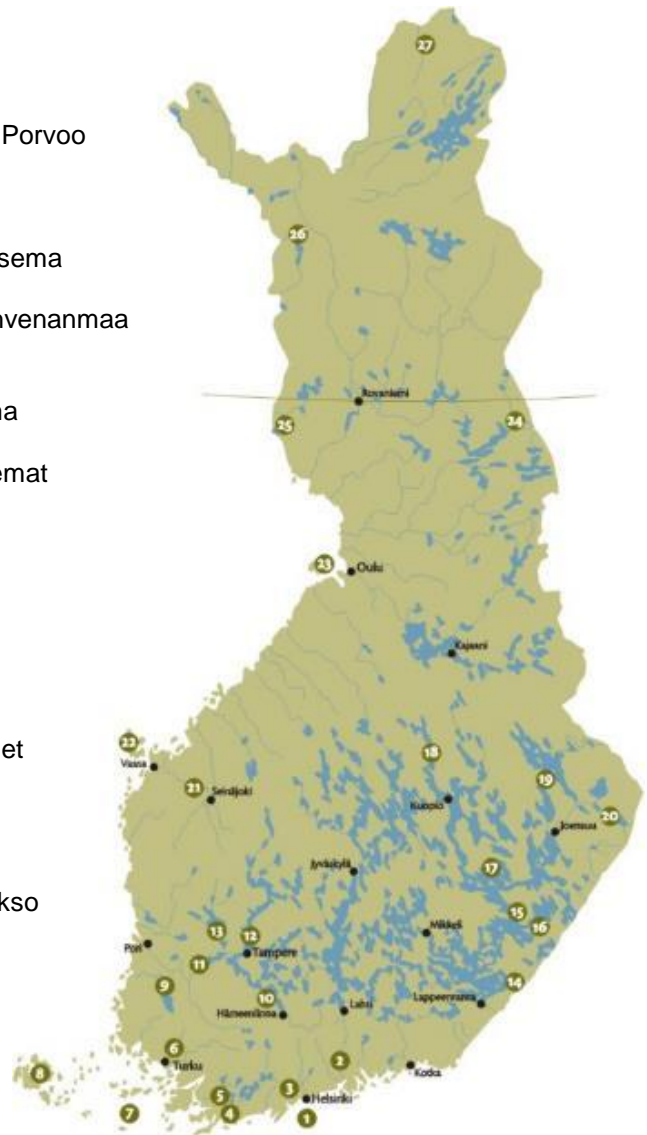 27
Porvoo
26
sema
nvenanmaa
Rovaniemi
na
25
24
emat
23
Oulu
Kajaani
22
et
18
Vaasa
19
21
Seinäjoki
Kuopio
20
Joensuu
Jyväskylä
17
kso
15
13
12
Mikkeli
16
Pori
Tampere
11
14
9
10
Lappeenranta
Hämeenlinna
Lahti
6
2
Turku
Kotka
8
3
5
Helsinki
7
4
1